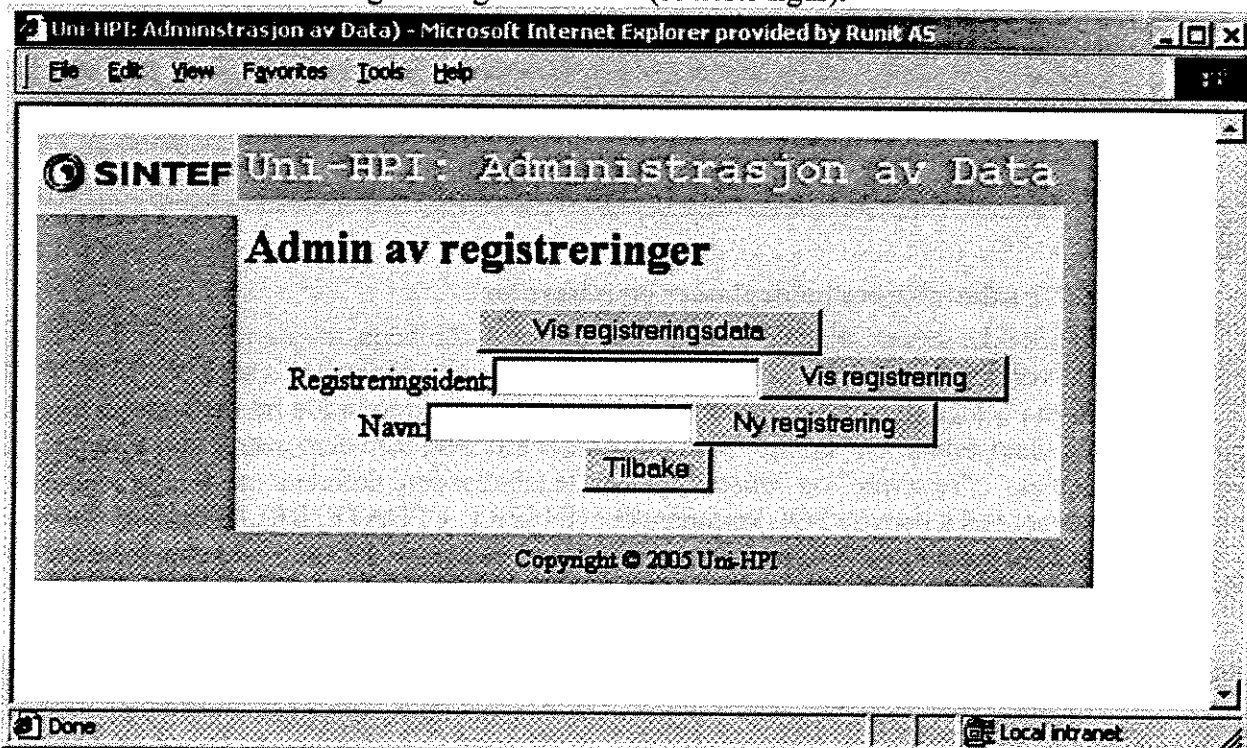 Uni-HPI: Administrasjon av Data) - Microsoft Internet Explorer provided by Runit AS
File Edit View Favorites Tools Help
SINTEF Uni-HPI: Administrasjon av Data
Admin av registreringer
Vis registreringsdata
Registreringsident: Vis registrering
Navn: Ny registrering
Tilbake
Copyright © 2005 Uni-HPI
Done Local intranet